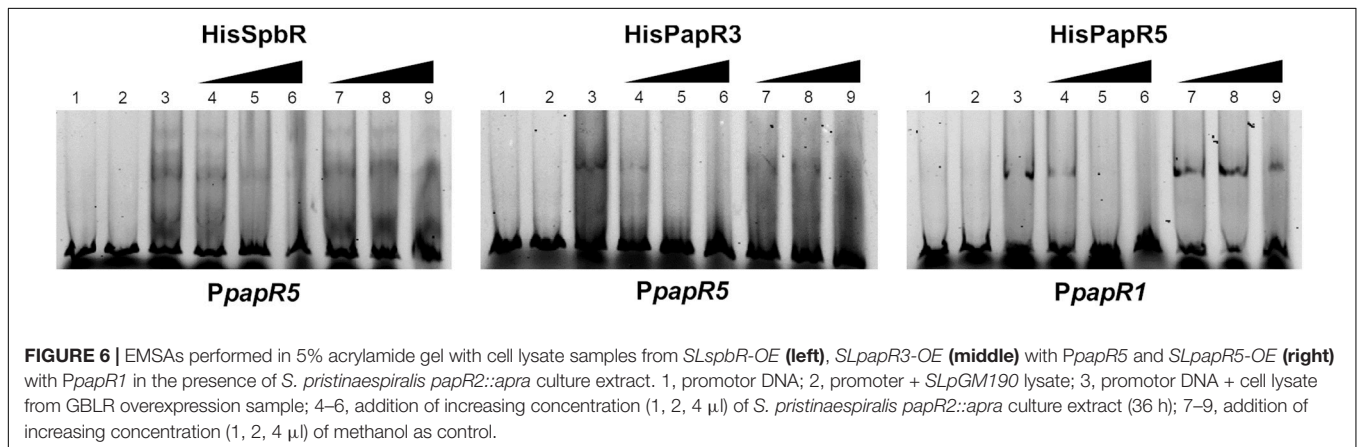 HisSpbR
HisPapR3
HisPapR5
1 2 3 4 5 6 7 8 9
1 2 3 4 5 6 7 8 9
1 2 3 4 5 6 7 8 9
PpapR5
PpapR5
PpapR1
FIGURE 6 | EMSAs performed in 5% acrylamide gel with cell lysate samples from SLspbR-OE (left), SLpapR3-OE (middle) with PpapR5 and SLpapR5-OE (right)
with PpapR1 in the presence of S. pristinaespiralis papR2::apra culture extract. 1, promotor DNA; 2, promoter + SLpGM190 lysate; 3, promotor DNA + cell lysate
from GBLR overexpression sample; 4–6, addition of increasing concentration (1, 2, 4 μl) of S. pristinaespiralis papR2::apra culture extract (36 h); 7–9, addition of
increasing concentration (1, 2, 4 μl) of methanol as control.